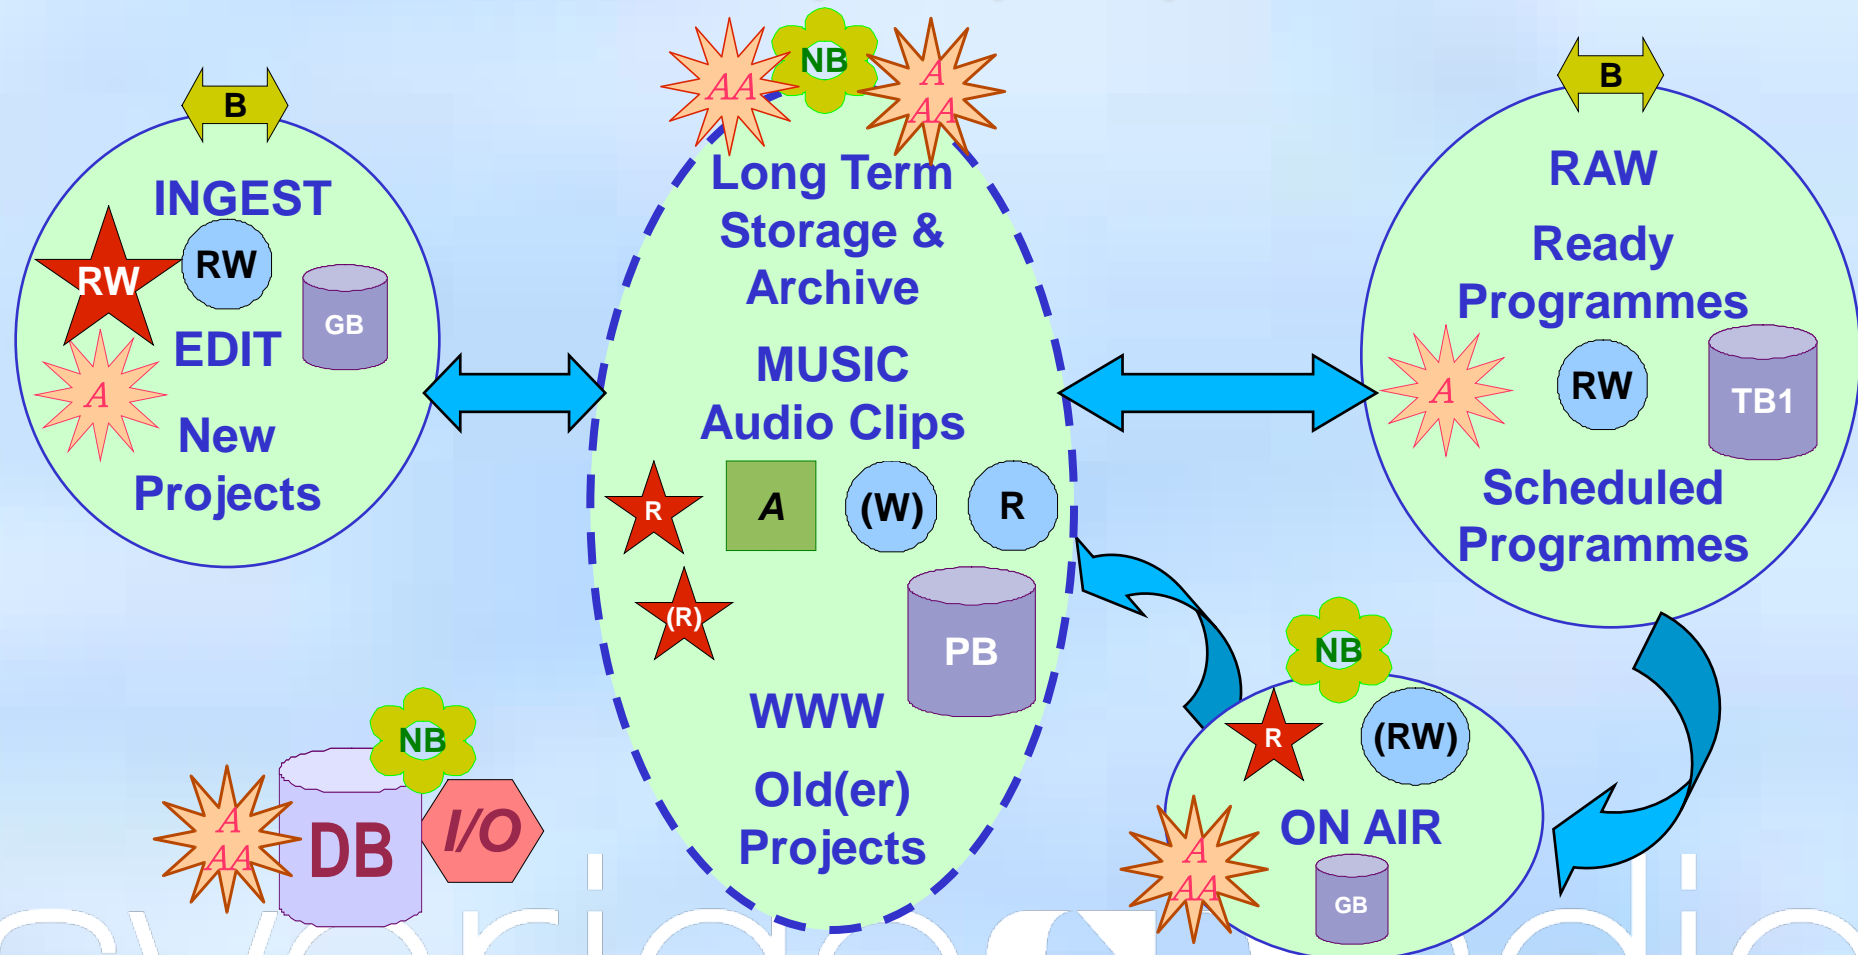 B
INGEST
RW
RW
GB
EDIT
A
New
Projects
AA
NB
A
AA
Long Term
Storage &
Archive
MUSIC
Audio Clips
R
A
(W)
R
(R)
PB
WWW
Old(er)
Projects
B
RAW
Ready
Programmes
A
RW
TB1
Scheduled
Programmes
NB
R
(RW)
ON AIR
A
AA
GB
NB
A
AA
DB
I/O